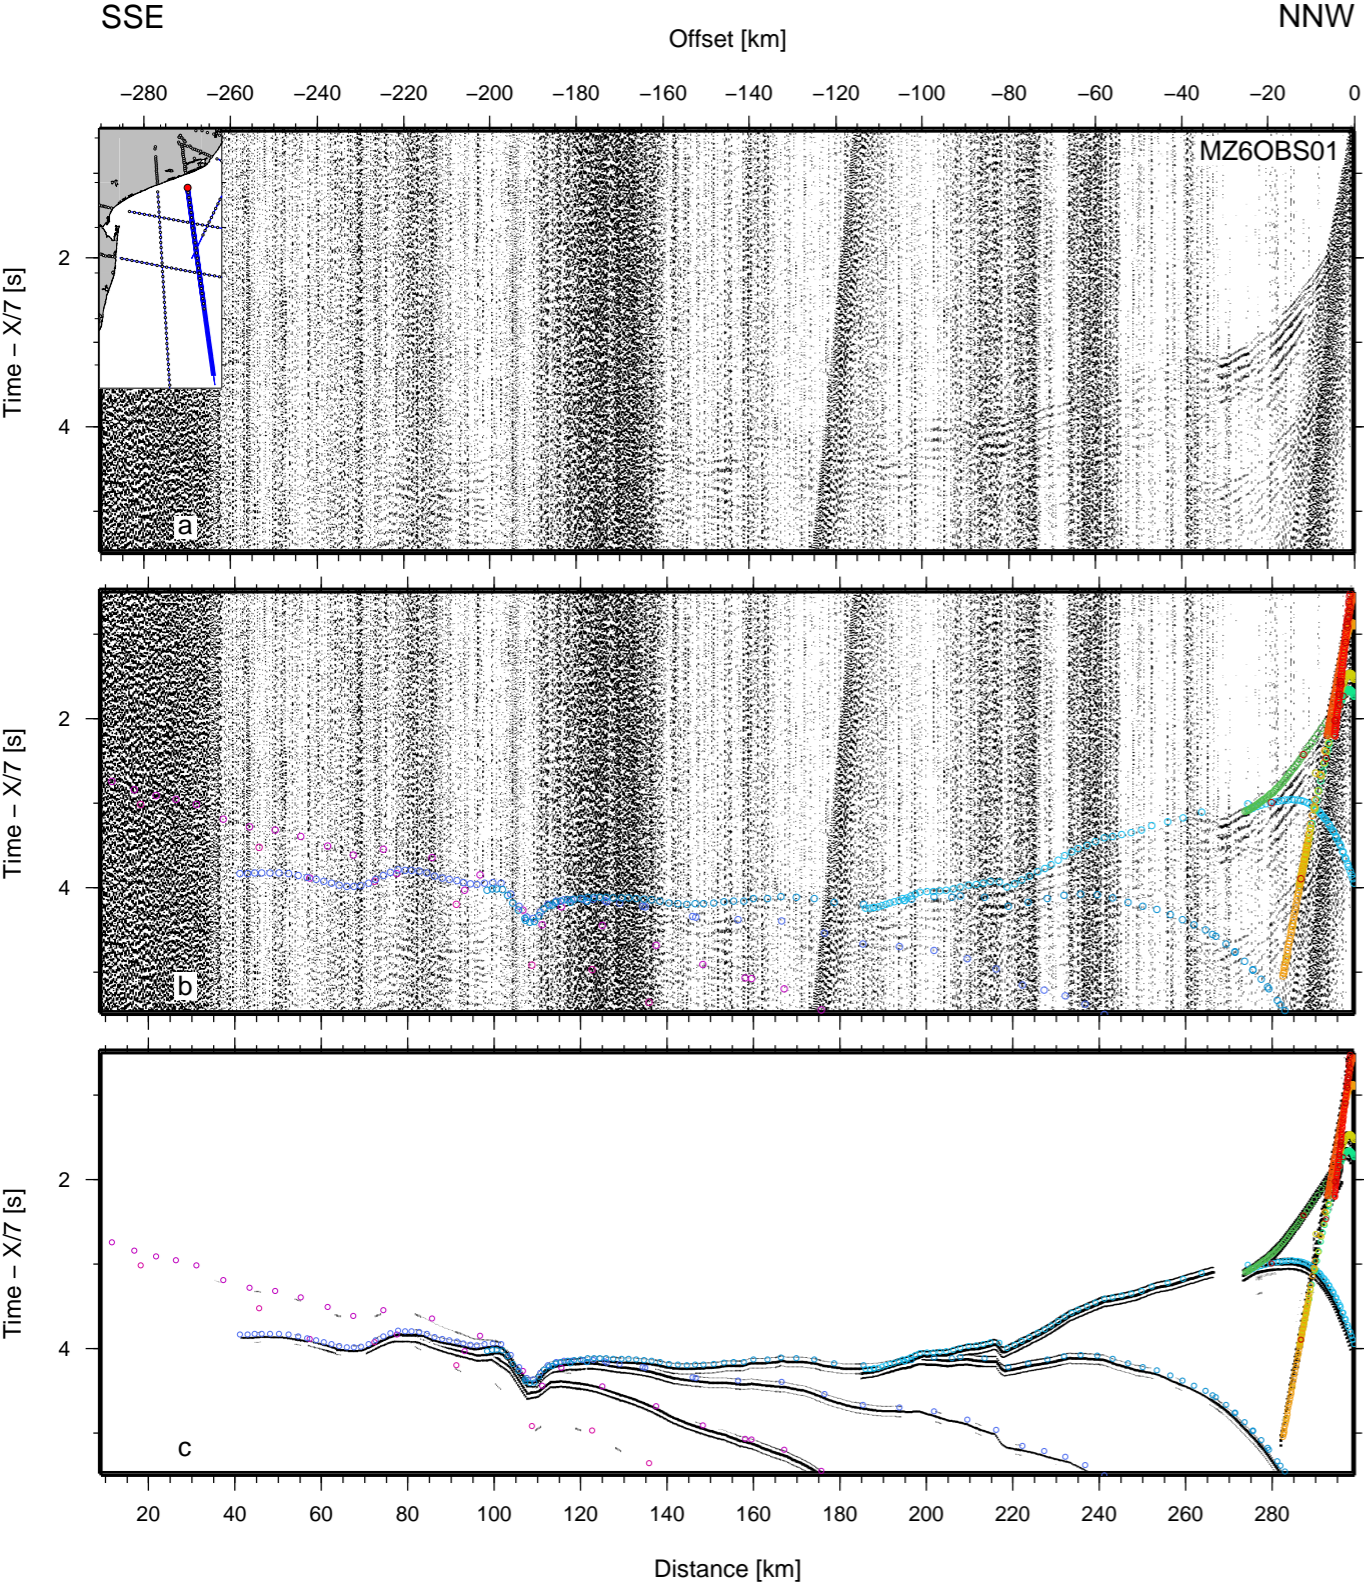 SSE NNW
Offset [km]
−280 −260 −240 −220 −200 −180 −160 −140 −120 −100 −80 −60 −40 −20 0
MZ6OBS01
2
4
Time − X/7 [s]
a
2
4
Time − X/7 [s]
b
2
4
Time − X/7 [s]
c
20 40 60 80 100 120 140 160 180 200 220 240 260 280
Distance [km]